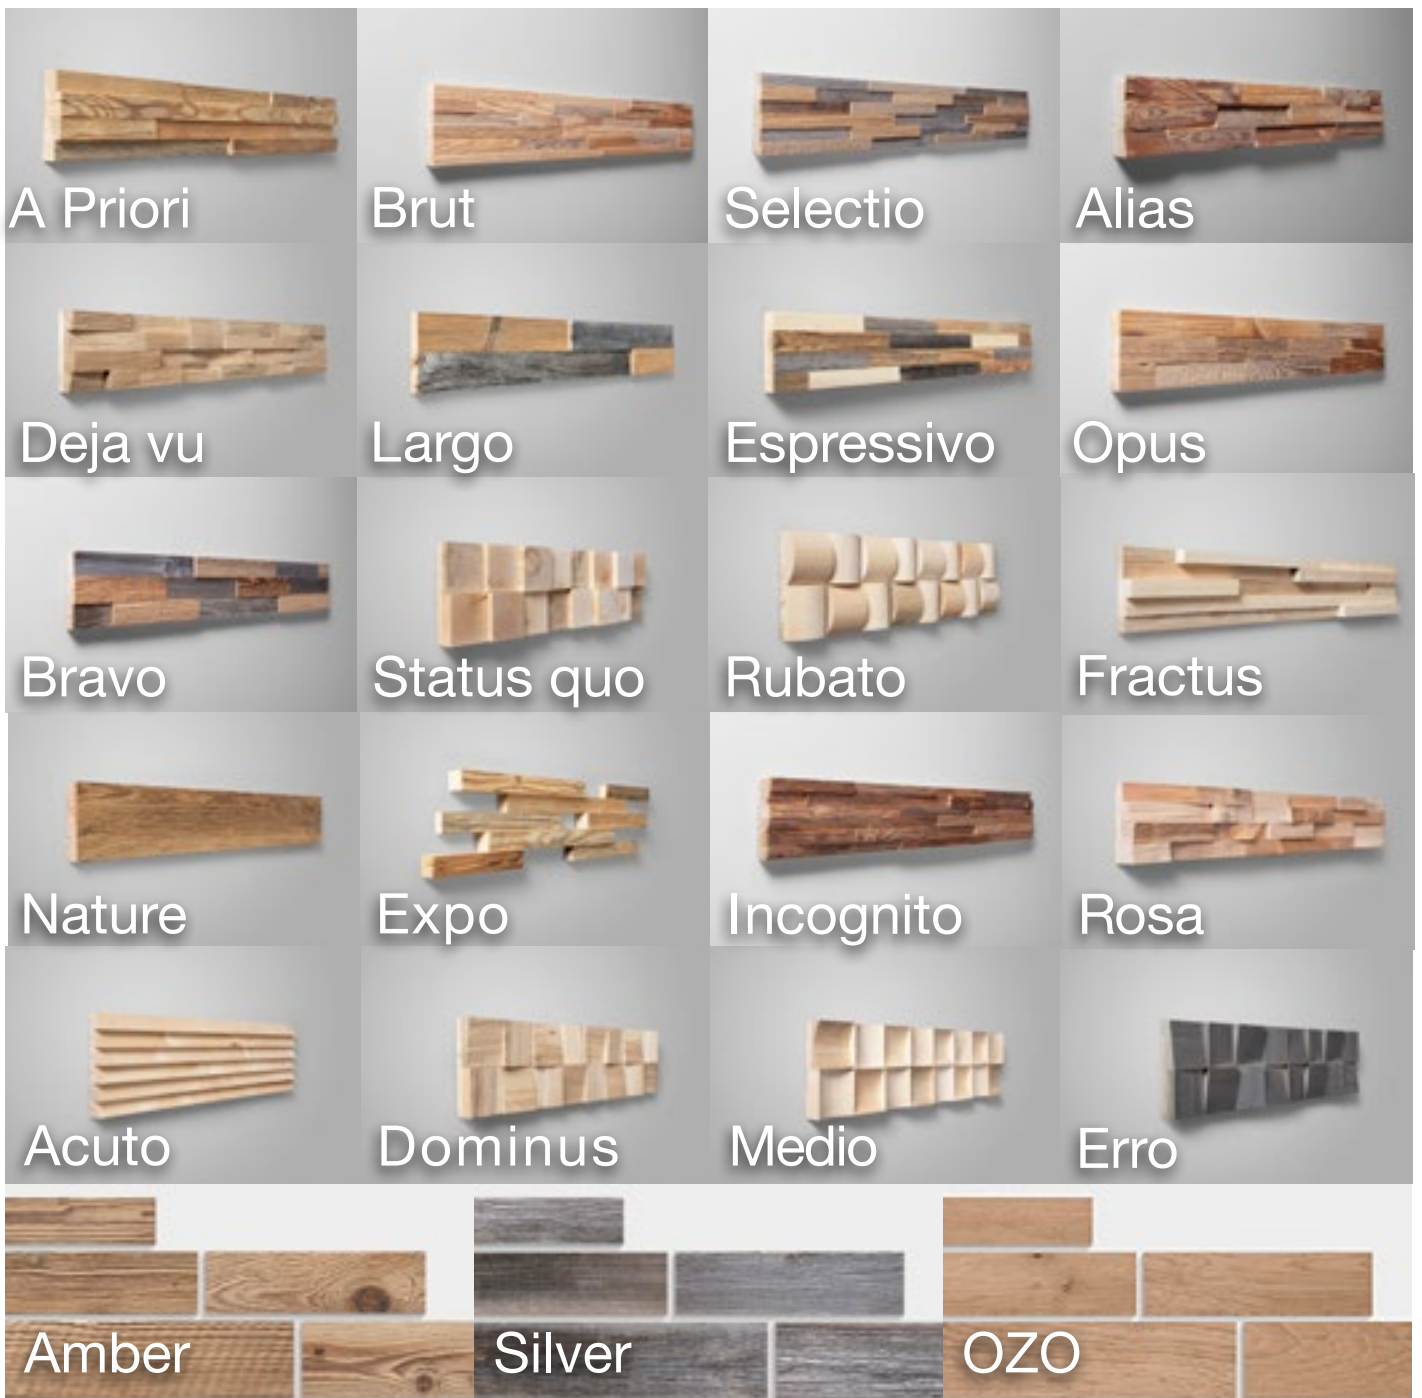 A Priori
Brut
Selectio
Alias
Deja vu
Largo
Espressivo
Opus
Bravo
Status quo
Rubato
Fractus
Nature
Expo
Incognito
Rosa
Acuto
Dominus
Medio
Erro
Amber
Silver
OZO